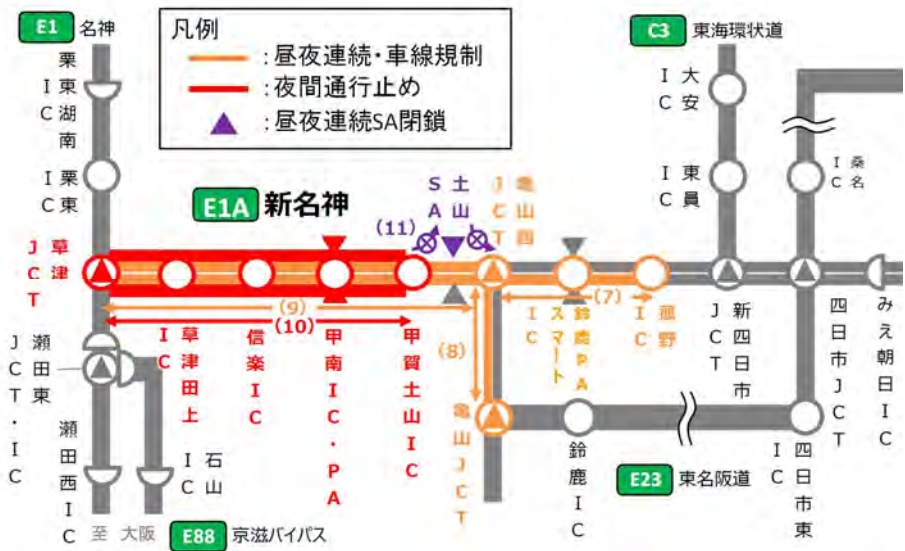 E1 名神
凡例
：昼夜連続・車線規制
：夜間通行止め
：昼夜連続SA閉鎖
C3 東海環状道
栗東湖南IC
栗東IC
大安IC
東員IC
桑名IC
E1A 新名神
土山SA
亀山西JCT
(11)
草津JCT
(9)
(10)
(7)
(8)
草津田上IC
信楽IC
甲南IC・PA
甲賀土山IC
鈴鹿PAスマートIC
菰野IC
新四日市JCT
四日市JCT
みえ朝日IC
瀬田東JCT・IC
瀬田西IC
石山IC
亀山JCT
鈴鹿IC
四日市東IC
E23 東名阪道
至 大阪
E88 京滋バイパス